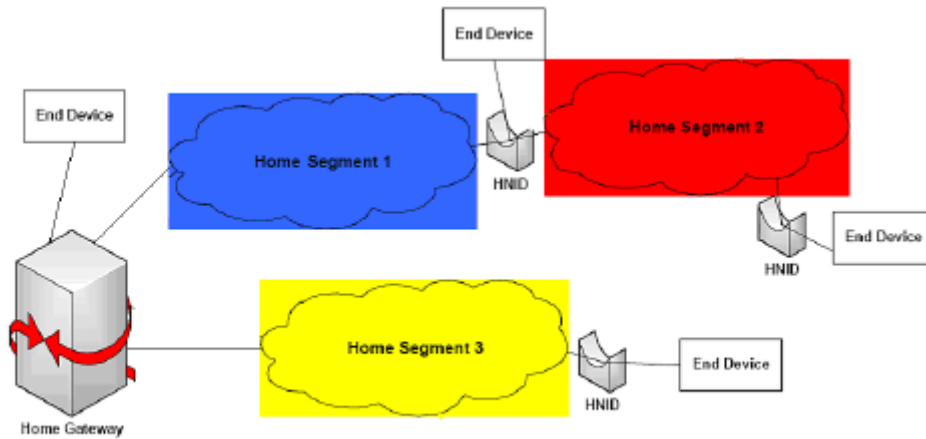 End Device
End Device
Home Segment 1
HNID
Home Segment 2
End Device
HNID
Home Segment 3
End Device
HNID
Home Gateway